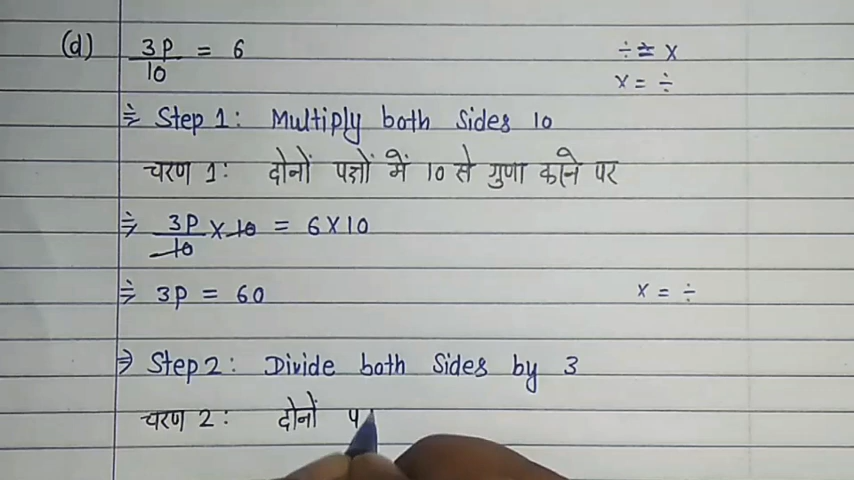 (d) 3P/10 = 6
÷ = x
x = ÷
⇒ Step 1: Multiply both sides 10
चरण 1: दोनों पक्षों में 10 से गुणा करने पर
⇒ 3P/10 x 10 = 6 x 10
⇒ 3P = 60
x = ÷
⇒ Step 2: Divide both Sides by 3
चरण 2: दोनों प